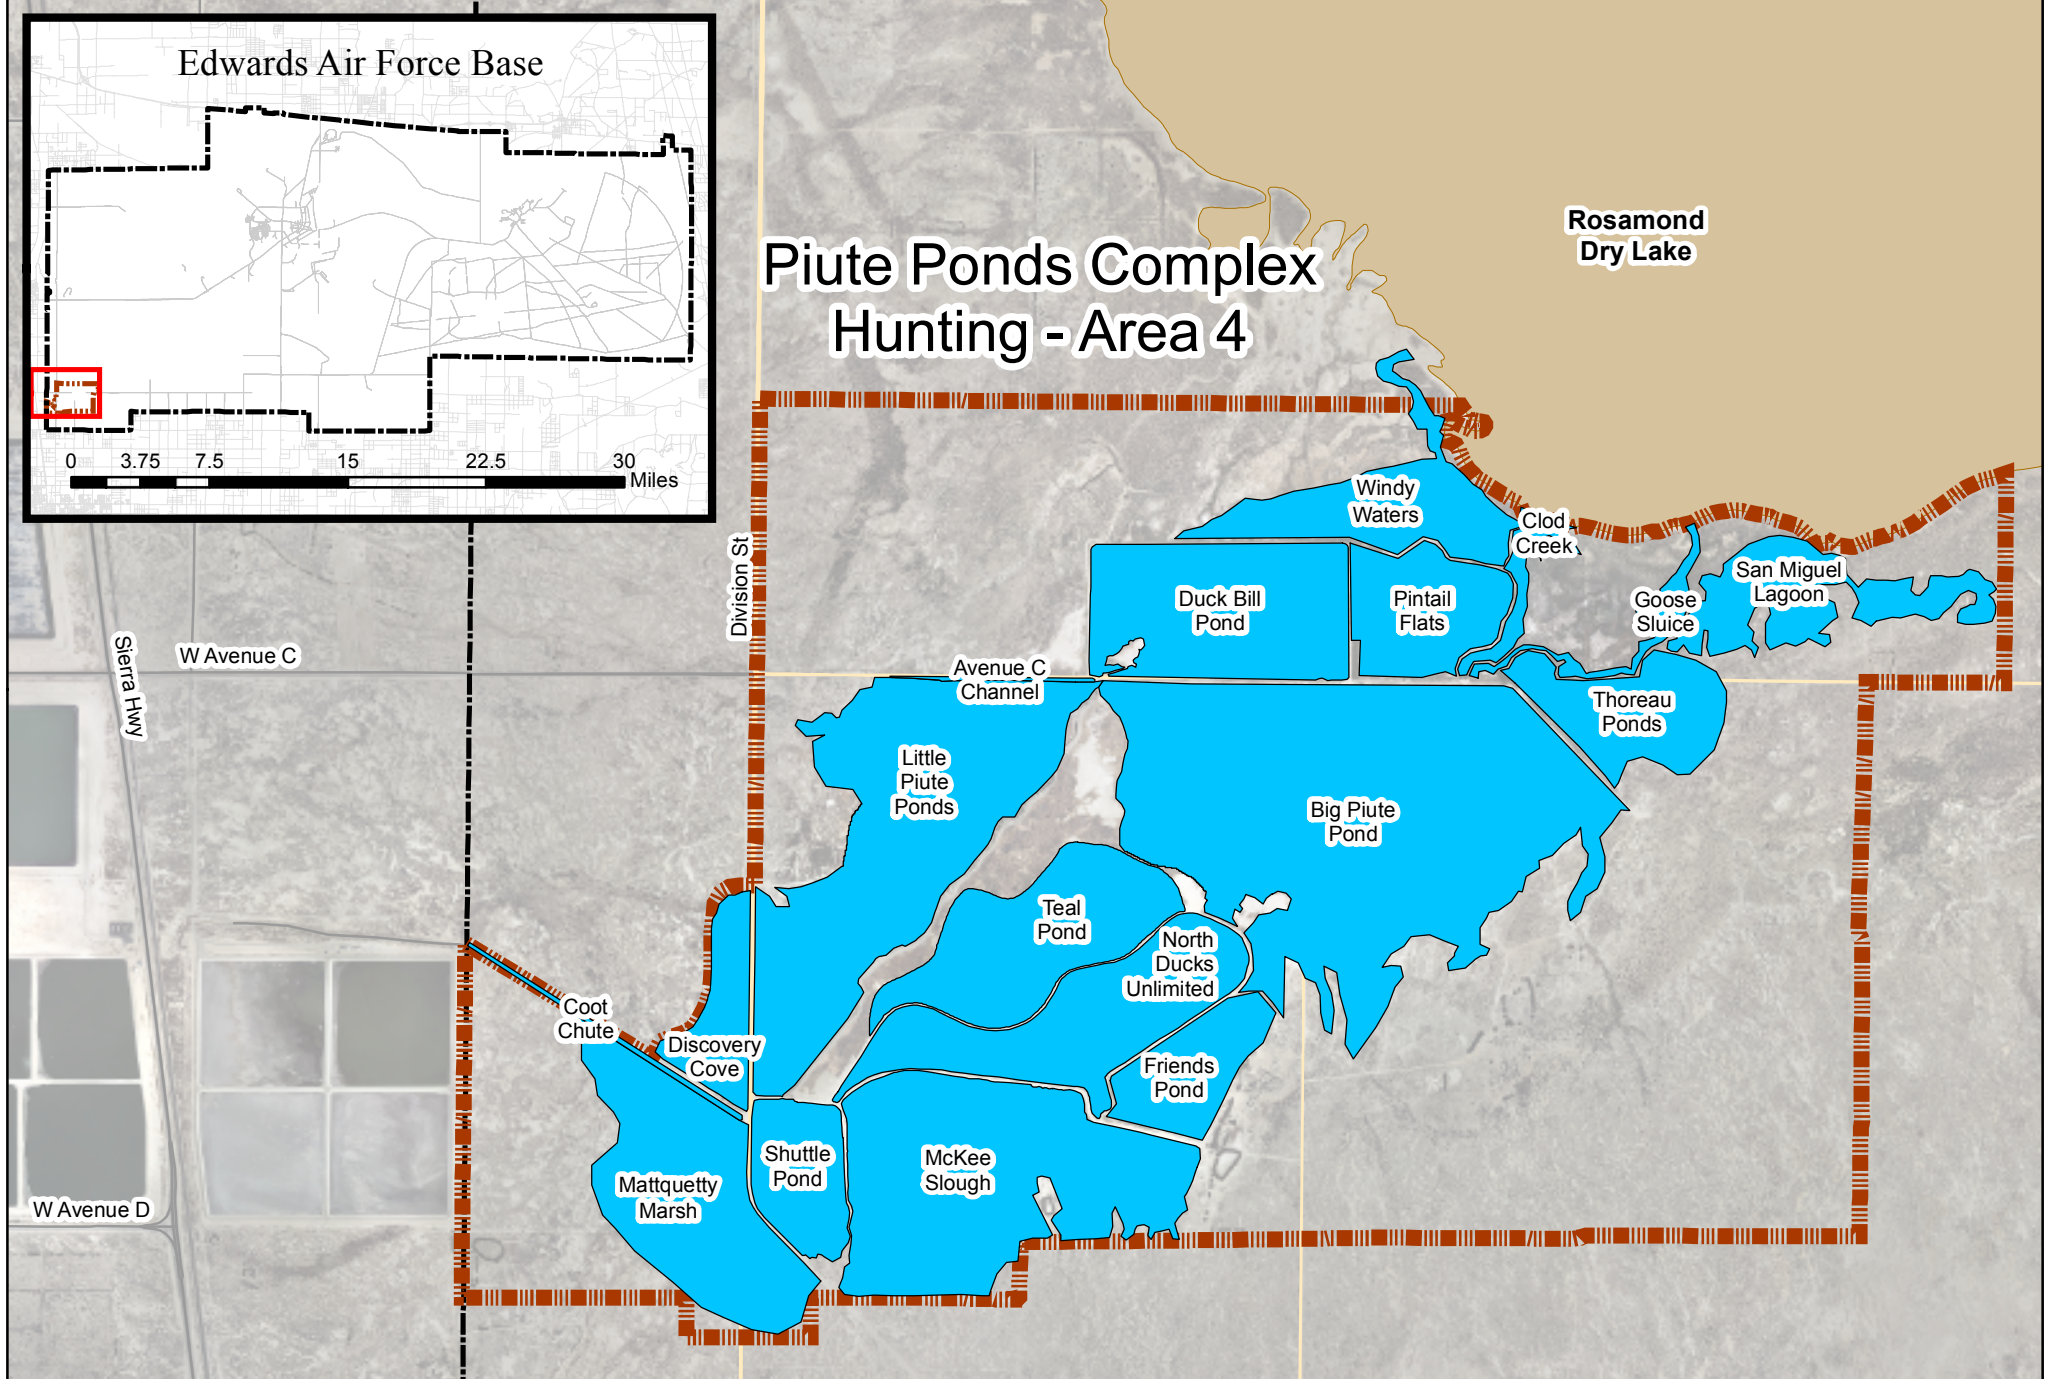 Edwards Air Force Base
0 3.75 7.5 15 22.5 30
Miles
Piute Ponds Complex
Hunting - Area 4
Rosamond
Dry Lake
Windy
Waters
Clod
Creek
San Miguel
Lagoon
Goose
Sluice
Duck Bill
Pond
Pintail
Flats
Division St
W Avenue C
Sierra Hwy
Avenue C
Channel
Thoreau
Ponds
Little
Piute
Ponds
Big Piute
Pond
Teal
Pond
North
Ducks
Unlimited
Coot
Chute
Discovery
Cove
Friends
Pond
Shuttle
Pond
McKee
Slough
Mattquetty
Marsh
W Avenue D